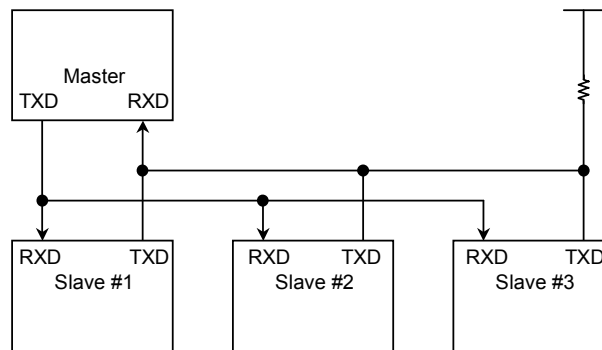 Master
TXD RXD
RXD TXD
Slave #1
RXD TXD
Slave #2
RXD TXD
Slave #3